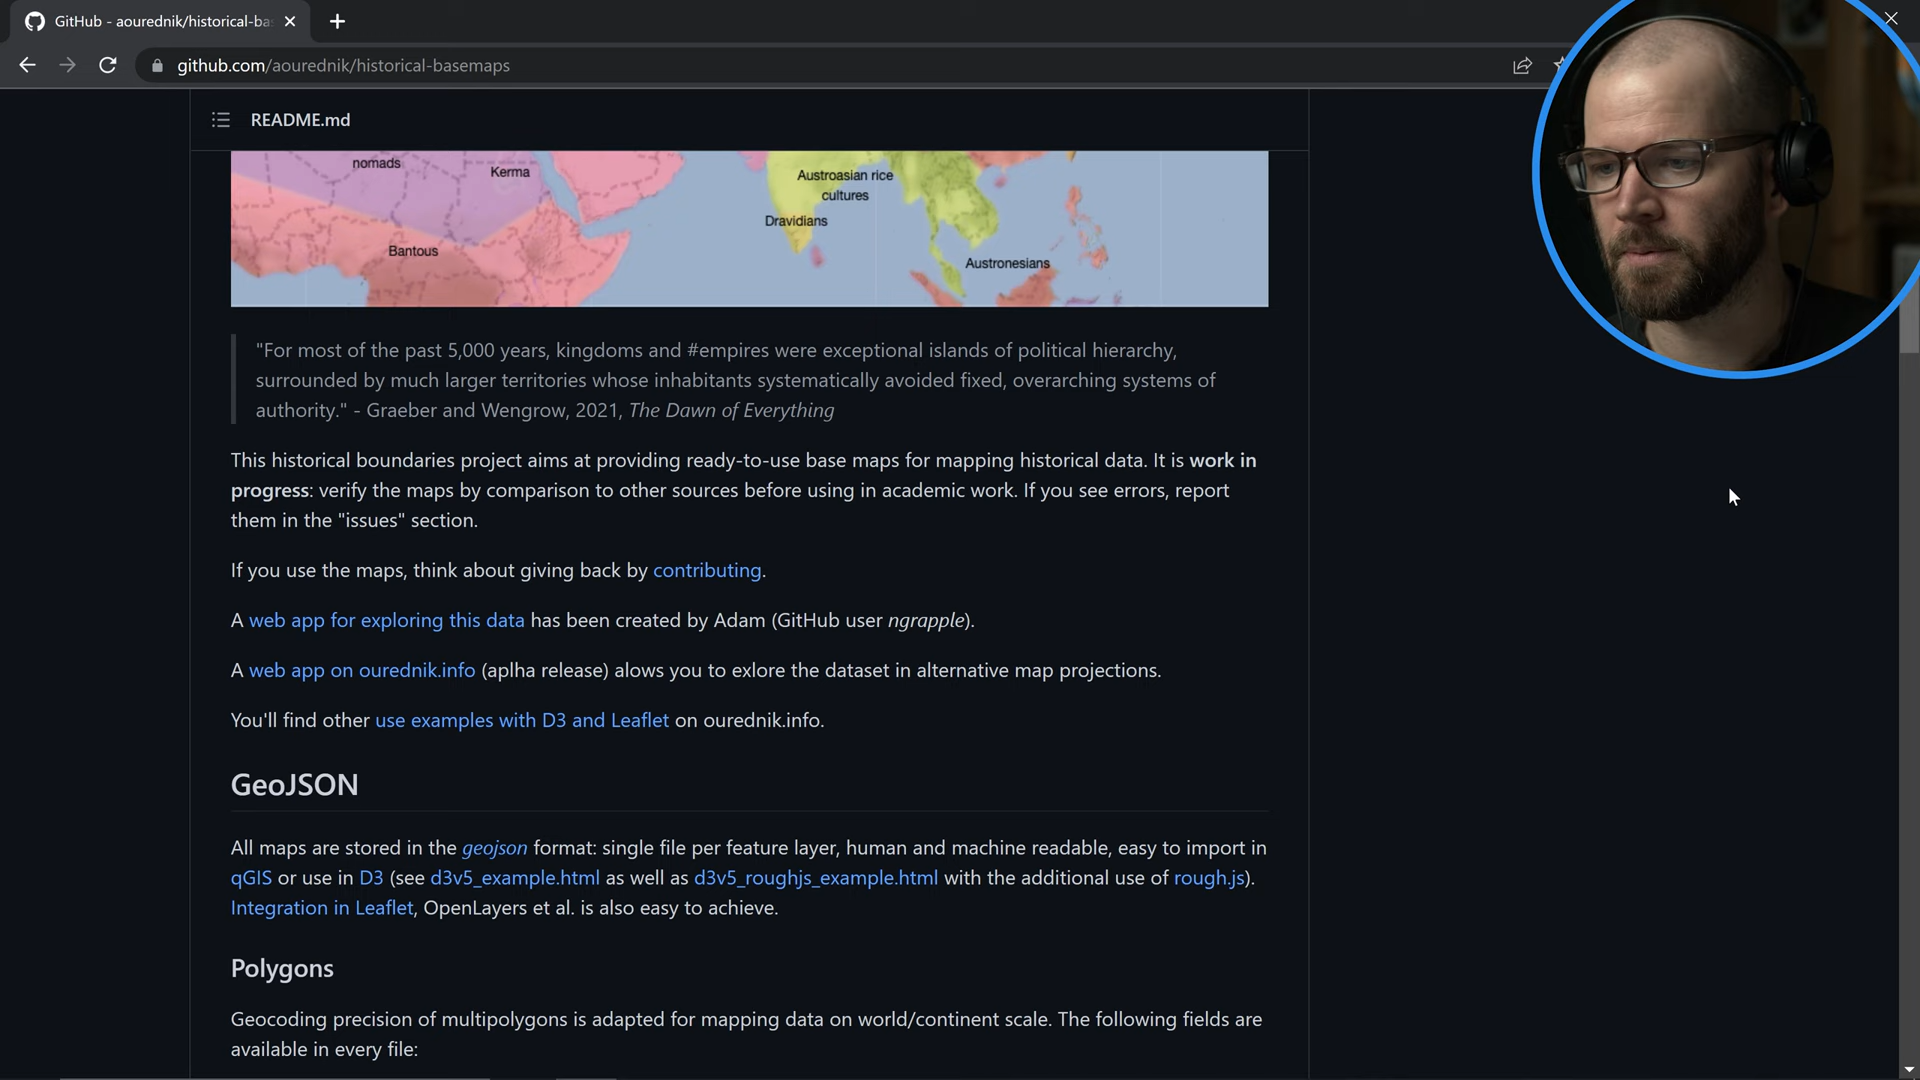 GitHub - aourednik/historical-ba
github.com/aourednik/historical-basemaps
README.md
nomads
Kerma
Austroasian rice
cultures
Dravidians
Bantous
Austronesians
"For most of the past 5,000 years, kingdoms and #empires were exceptional islands of political hierarchy,
surrounded by much larger territories whose inhabitants systematically avoided fixed, overarching systems of
authority." - Graeber and Wengrow, 2021, The Dawn of Everything
This historical boundaries project aims at providing ready-to-use base maps for mapping historical data. It is work in
progress: verify the maps by comparison to other sources before using in academic work. If you see errors, report
them in the "issues" section.
If you use the maps, think about giving back by contributing.
A web app for exploring this data has been created by Adam (GitHub user ngrapple).
A web app on ourednik.info (aplha release) alows you to exlore the dataset in alternative map projections.
You'll find other use examples with D3 and Leaflet on ourednik.info.
GeoJSON
All maps are stored in the geojson format: single file per feature layer, human and machine readable, easy to import in
qGIS or use in D3 (see d3v5_example.html as well as d3v5_roughjs_example.html with the additional use of rough.js).
Integration in Leaflet, OpenLayers et al. is also easy to achieve.
Polygons
Geocoding precision of multipolygons is adapted for mapping data on world/continent scale. The following fields are
available in every file: